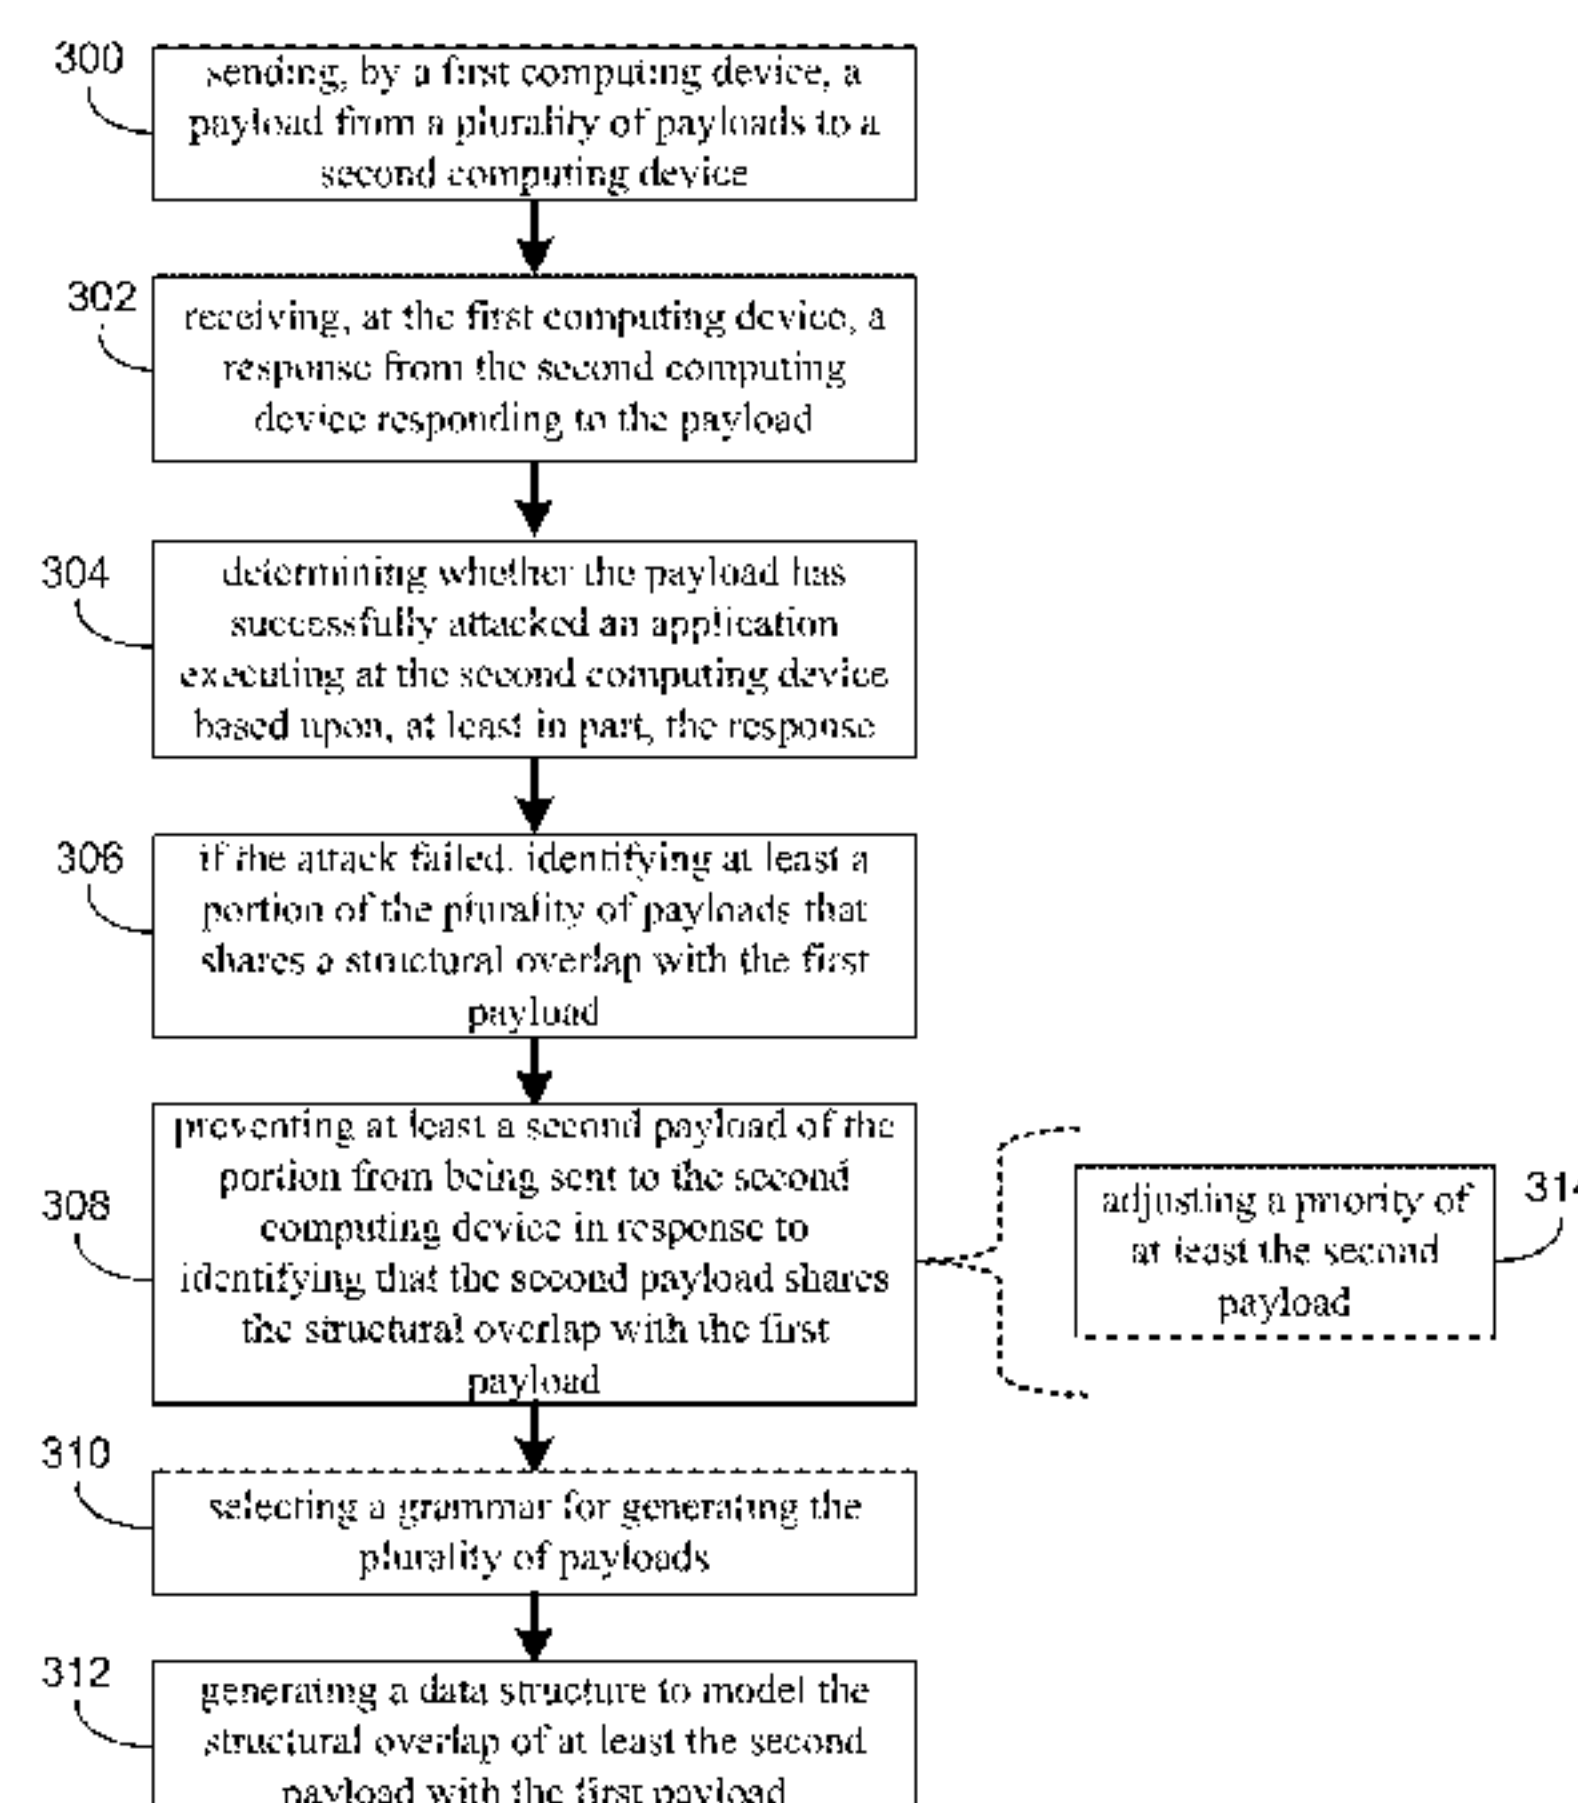 300
sending, by a first computing device, a
payload from a plurality of payloads to a
second computing device
302
receiving, at the first computing device, a
response from the second computing
device responding to the payload
304
determining whether the payload has
successfully attacked an application
executing at the second computing device
based upon, at least in part, the response
306
if the attack failed, identifying at least a
portion of the plurality of payloads that
shares a structural overlap with the first
payload
308
preventing at least a second payload of the
portion from being sent to the second
computing device in response to
identifying that the second payload shares
the structural overlap with the first
payload
314
adjusting a priority of
at least the second
payload
310
selecting a grammar for generating the
plurality of payloads
312
generating a data structure to model the
structural overlap of at least the second
payload with the first payload